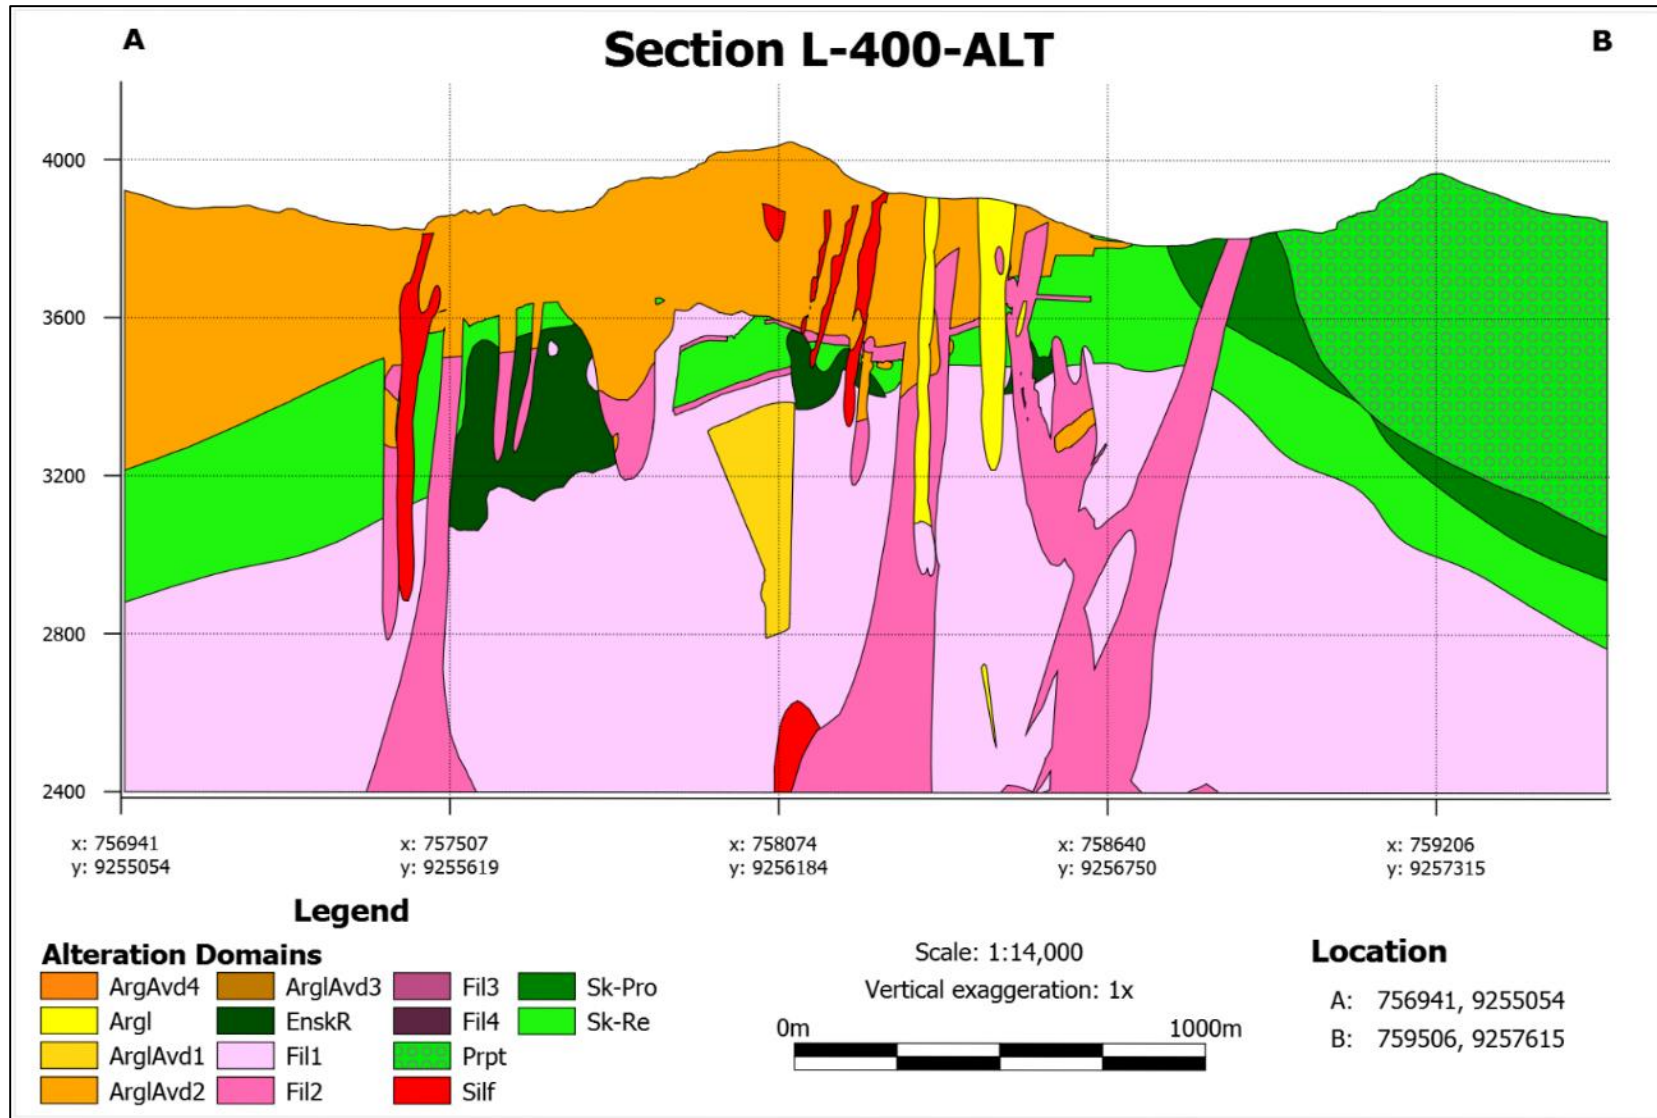 A
Section L-400-ALT
B
4000
3600
3200
2800
2400
x: 756941
y: 9255054
x: 757507
y: 9255619
x: 758074
y: 9256184
x: 758640
y: 9256750
x: 759206
y: 9257315
Legend
Alteration Domains
ArgAvd4
Argl
ArglAvd1
ArglAvd2
ArglAvd3
EnskR
Fil1
Fil2
Fil3
Fil4
Prpt
Silf
Sk-Pro
Sk-Re
Scale: 1:14,000
Vertical exaggeration: 1x
0m 1000m
Location
A: 756941, 9255054
B: 759506, 9257615